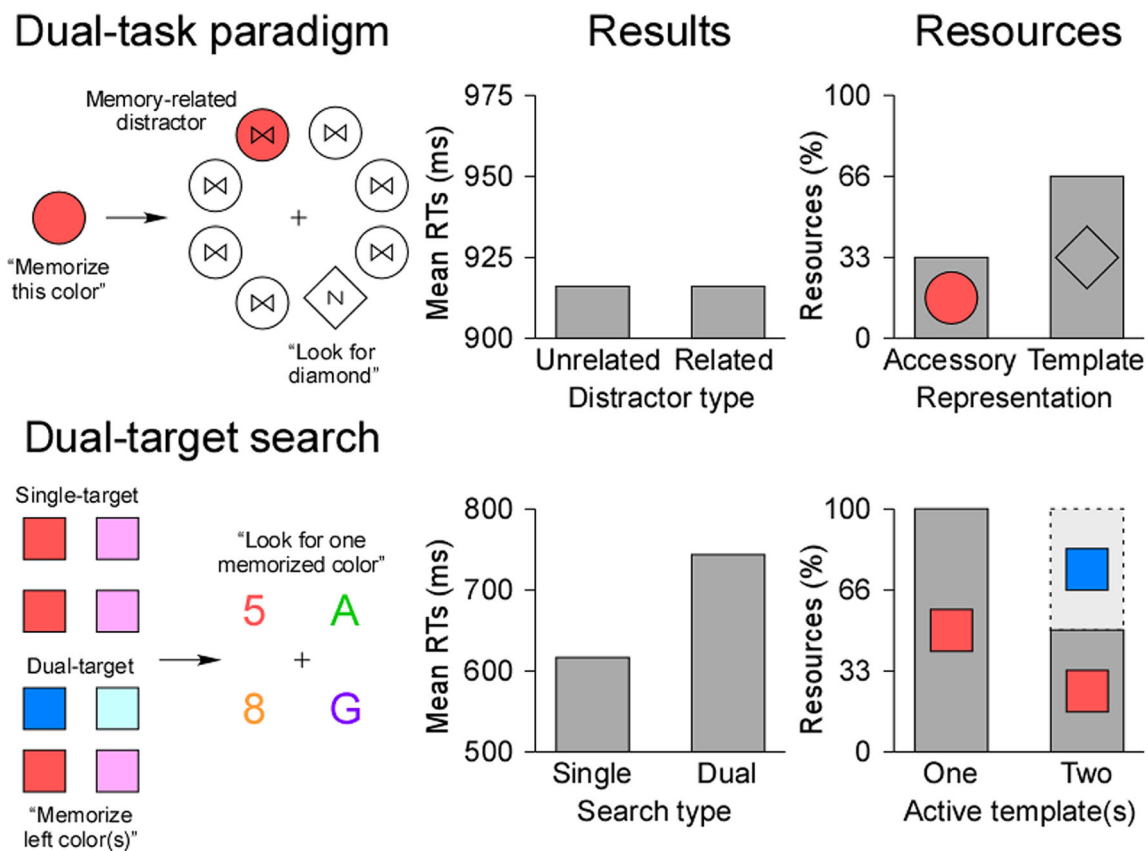 Dual-task paradigm
Memory-related
distractor
“Memorize
this color”
+
N
“Look for
diamond”
Results
Mean RTs (ms)
975
950
925
900
Unrelated Related
Distractor type
Resources
Resources (%)
100
66
33
0
Accessory Template
Representation
Dual-target search
Single-target
Dual-target
“Memorize
left color(s)”
“Look for one
memorized color”
5 A
+
8 G
Mean RTs (ms)
800
700
600
500
Single Dual
Search type
Resources (%)
100
66
33
0
One Two
Active template(s)